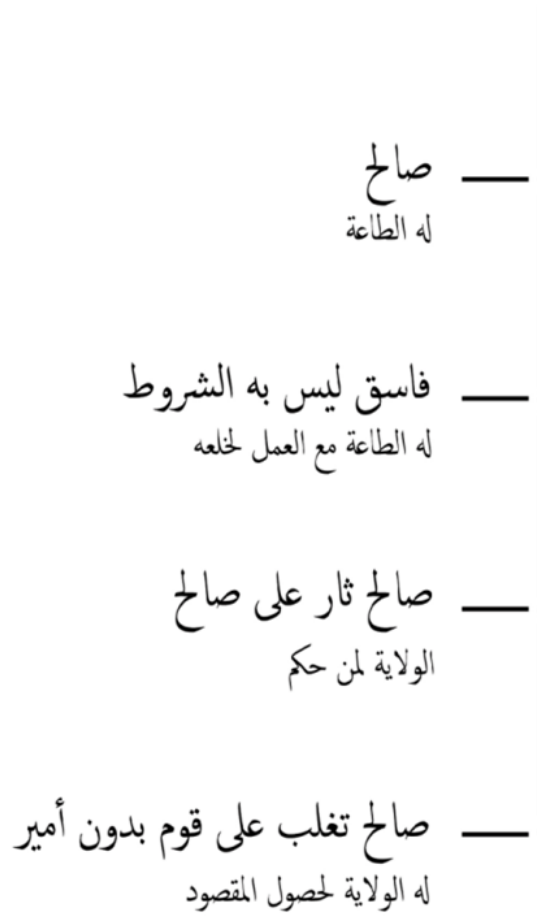 صالح
له الطاعة
فاسق ليس به الشروط
له الطاعة مع العمل لخلعه
صالح ثار على صالح
الولاية لمن حكم
صالح تغلب على قوم بدون أمير
له الولاية لحصول المقصود